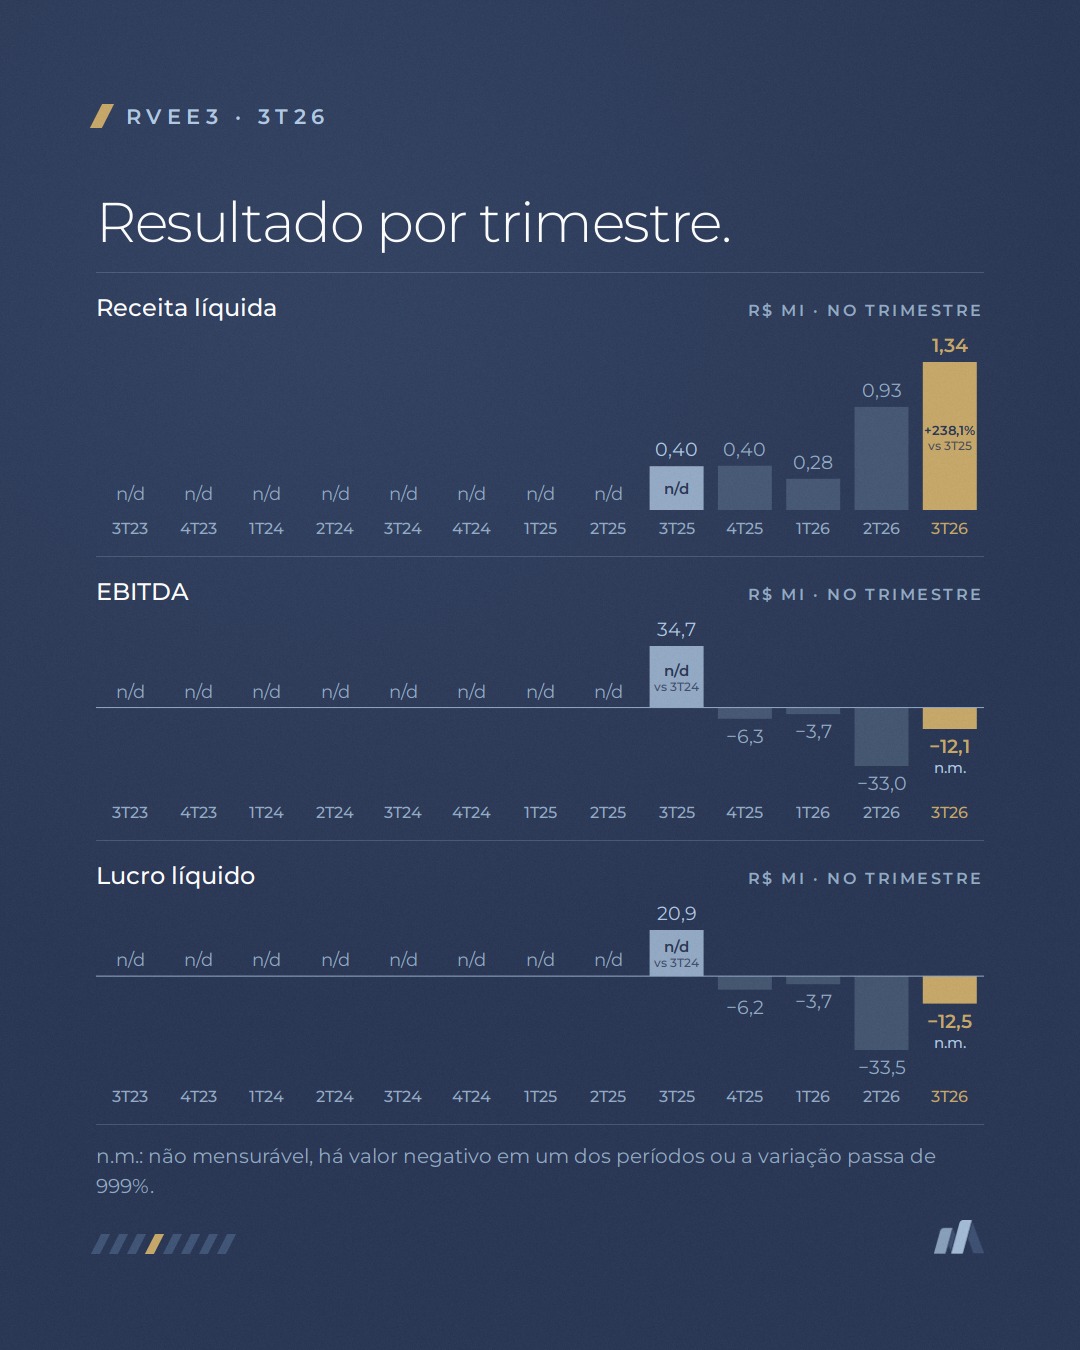 RVEE3 · 3T26
Resultado por trimestre.
Receita líquida
R$ MI · NO TRIMESTRE
1,34
0,93
+238,1%
vs 3T25
0,40
0,40
0,28
n/d
n/d n/d n/d n/d n/d n/d n/d n/d
3T23 4T23 1T24 2T24 3T24 4T24 1T25 2T25 3T25 4T25 1T26 2T26 3T26
EBITDA
R$ MI · NO TRIMESTRE
34,7
n/d
vs 3T24
n/d n/d n/d n/d n/d n/d n/d n/d
−6,3
−3,7
−33,0
−12,1
n.m.
3T23 4T23 1T24 2T24 3T24 4T24 1T25 2T25 3T25 4T25 1T26 2T26 3T26
Lucro líquido
R$ MI · NO TRIMESTRE
20,9
n/d
vs 3T24
n/d n/d n/d n/d n/d n/d n/d n/d
−6,2
−3,7
−33,5
−12,5
n.m.
3T23 4T23 1T24 2T24 3T24 4T24 1T25 2T25 3T25 4T25 1T26 2T26 3T26
n.m.: não mensurável, há valor negativo em um dos períodos ou a variação passa de
999%.